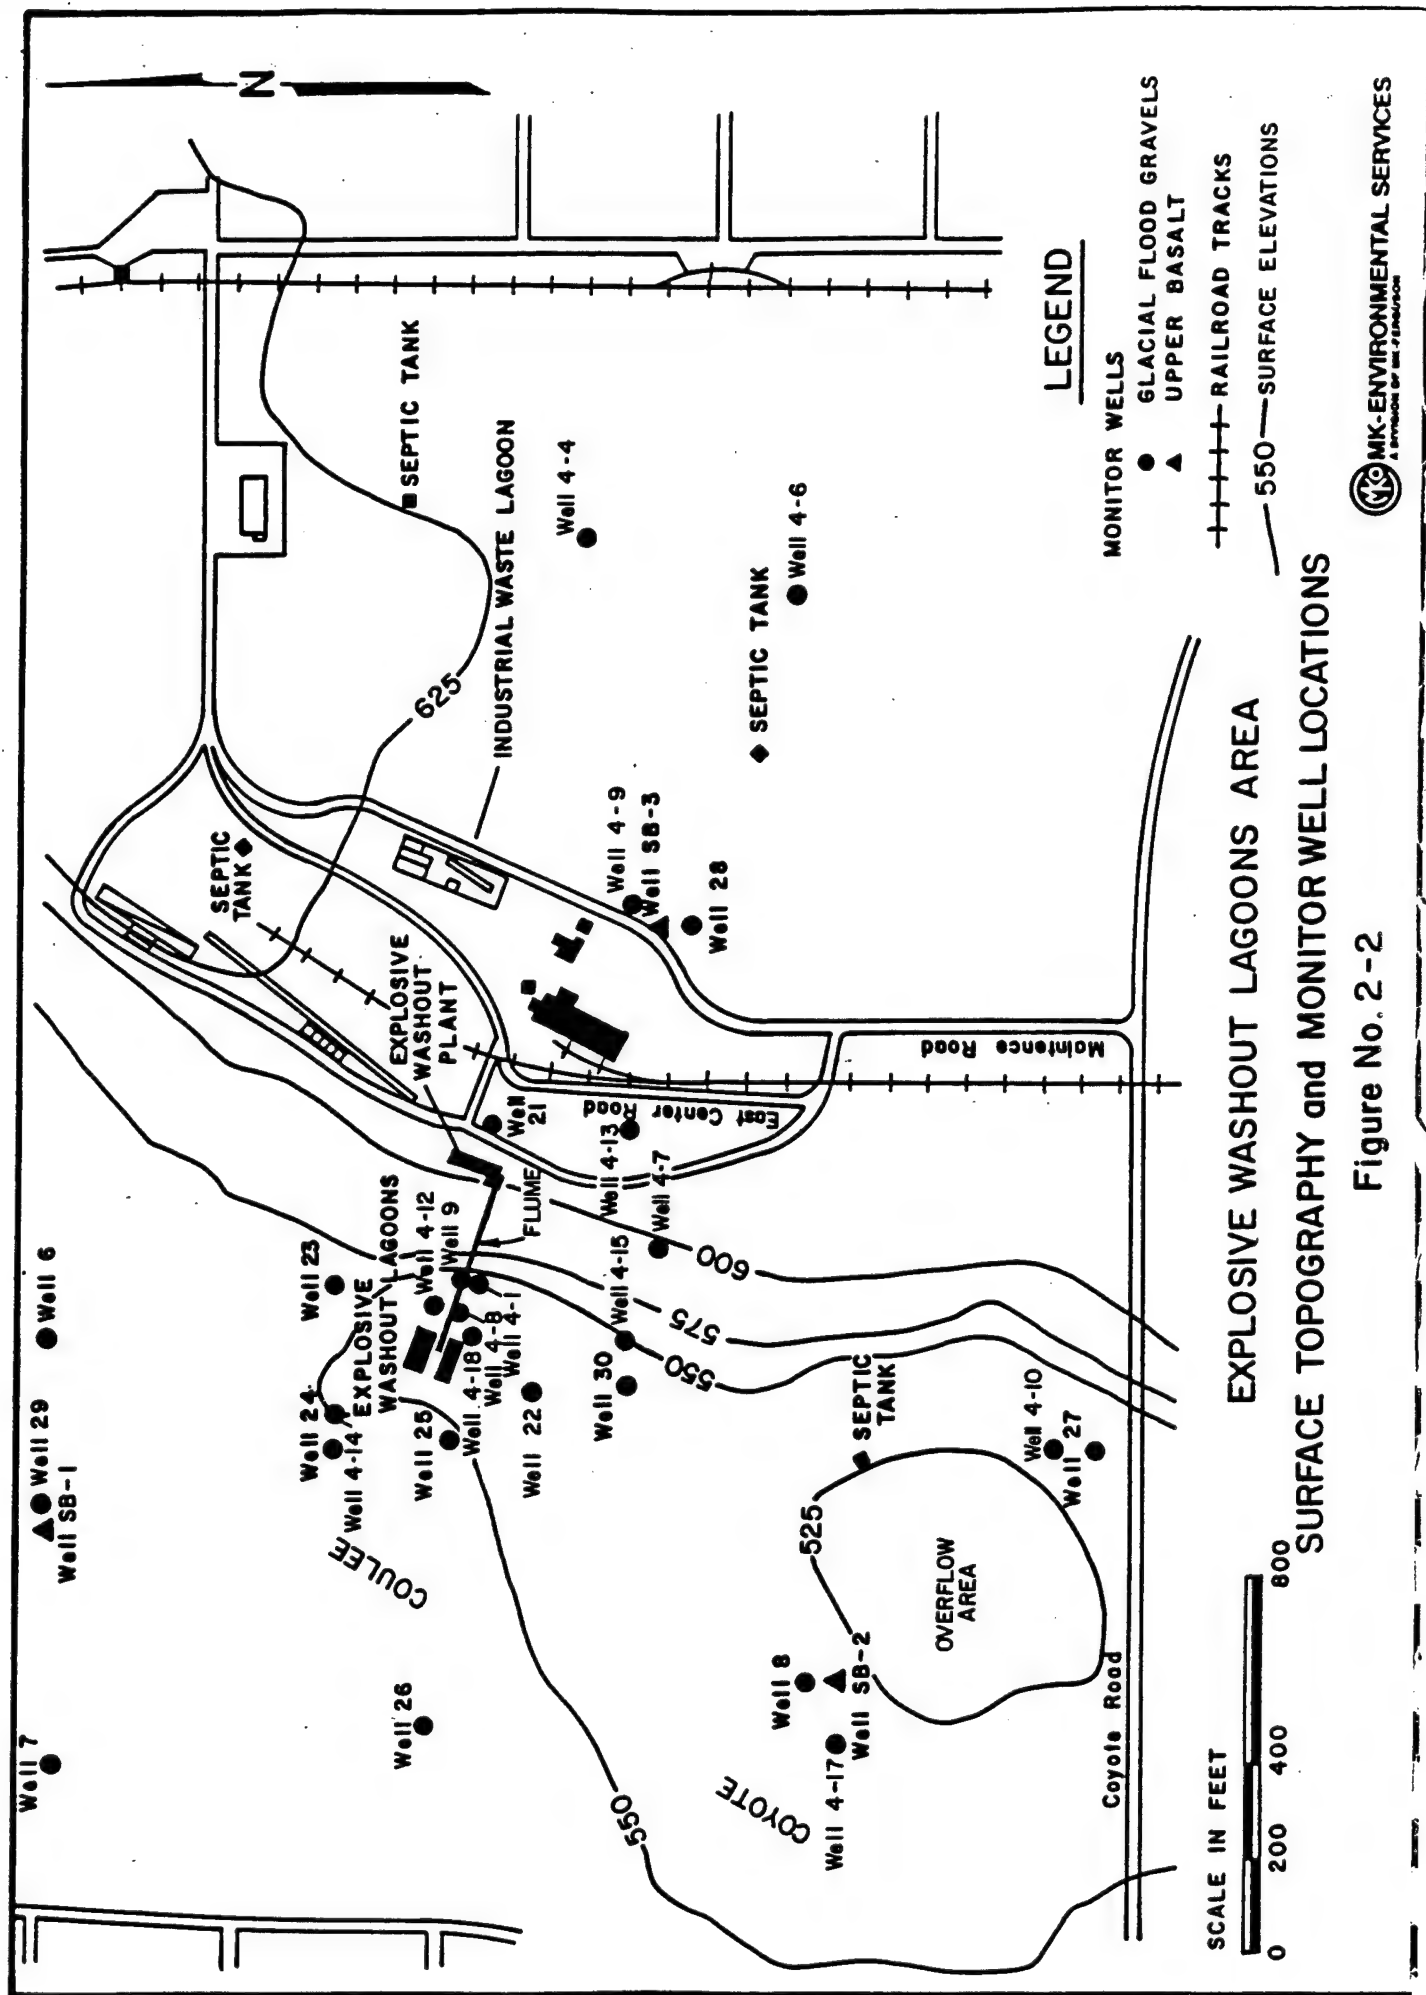 N
Well 7
Well 29
Well SB-1
Well 6
Well 26
COULEE
Well 24
Well 4-14
Well 23
EXPLOSIVE
WASHOUT LAGOONS
Well 25
Well 4-12
Well 9
Well 4-18
Well 4-8
Well 4-1
Well 22
FLUME
EXPLOSIVE
WASHOUT
PLANT
SEPTIC
TANK
Well
21
625
SEPTIC TANK
INDUSTRIAL WASTE LAGOON
Well 4-4
Well 4-9
Well SB-3
Well 28
SEPTIC TANK
Well 4-6
East Center Road
Maintence Road
Well 4-13
Well 4-7
Well 4-15
Well 30
600
575
550
550
COYOTE
Well 8
Well 4-17
Well SB-2
525
SEPTIC
TANK
OVERFLOW
AREA
Well 4-10
Well 27
Coyote Road
LEGEND
MONITOR WELLS
GLACIAL FLOOD GRAVELS
UPPER BASALT
RAILROAD TRACKS
550 SURFACE ELEVATIONS
SCALE IN FEET
0 200 400 800
EXPLOSIVE WASHOUT LAGOONS AREA
SURFACE TOPOGRAPHY and MONITOR WELL LOCATIONS
Figure No. 2-2
MK
MK-ENVIRONMENTAL SERVICES
A DIVISION OF MK-FERGUSON